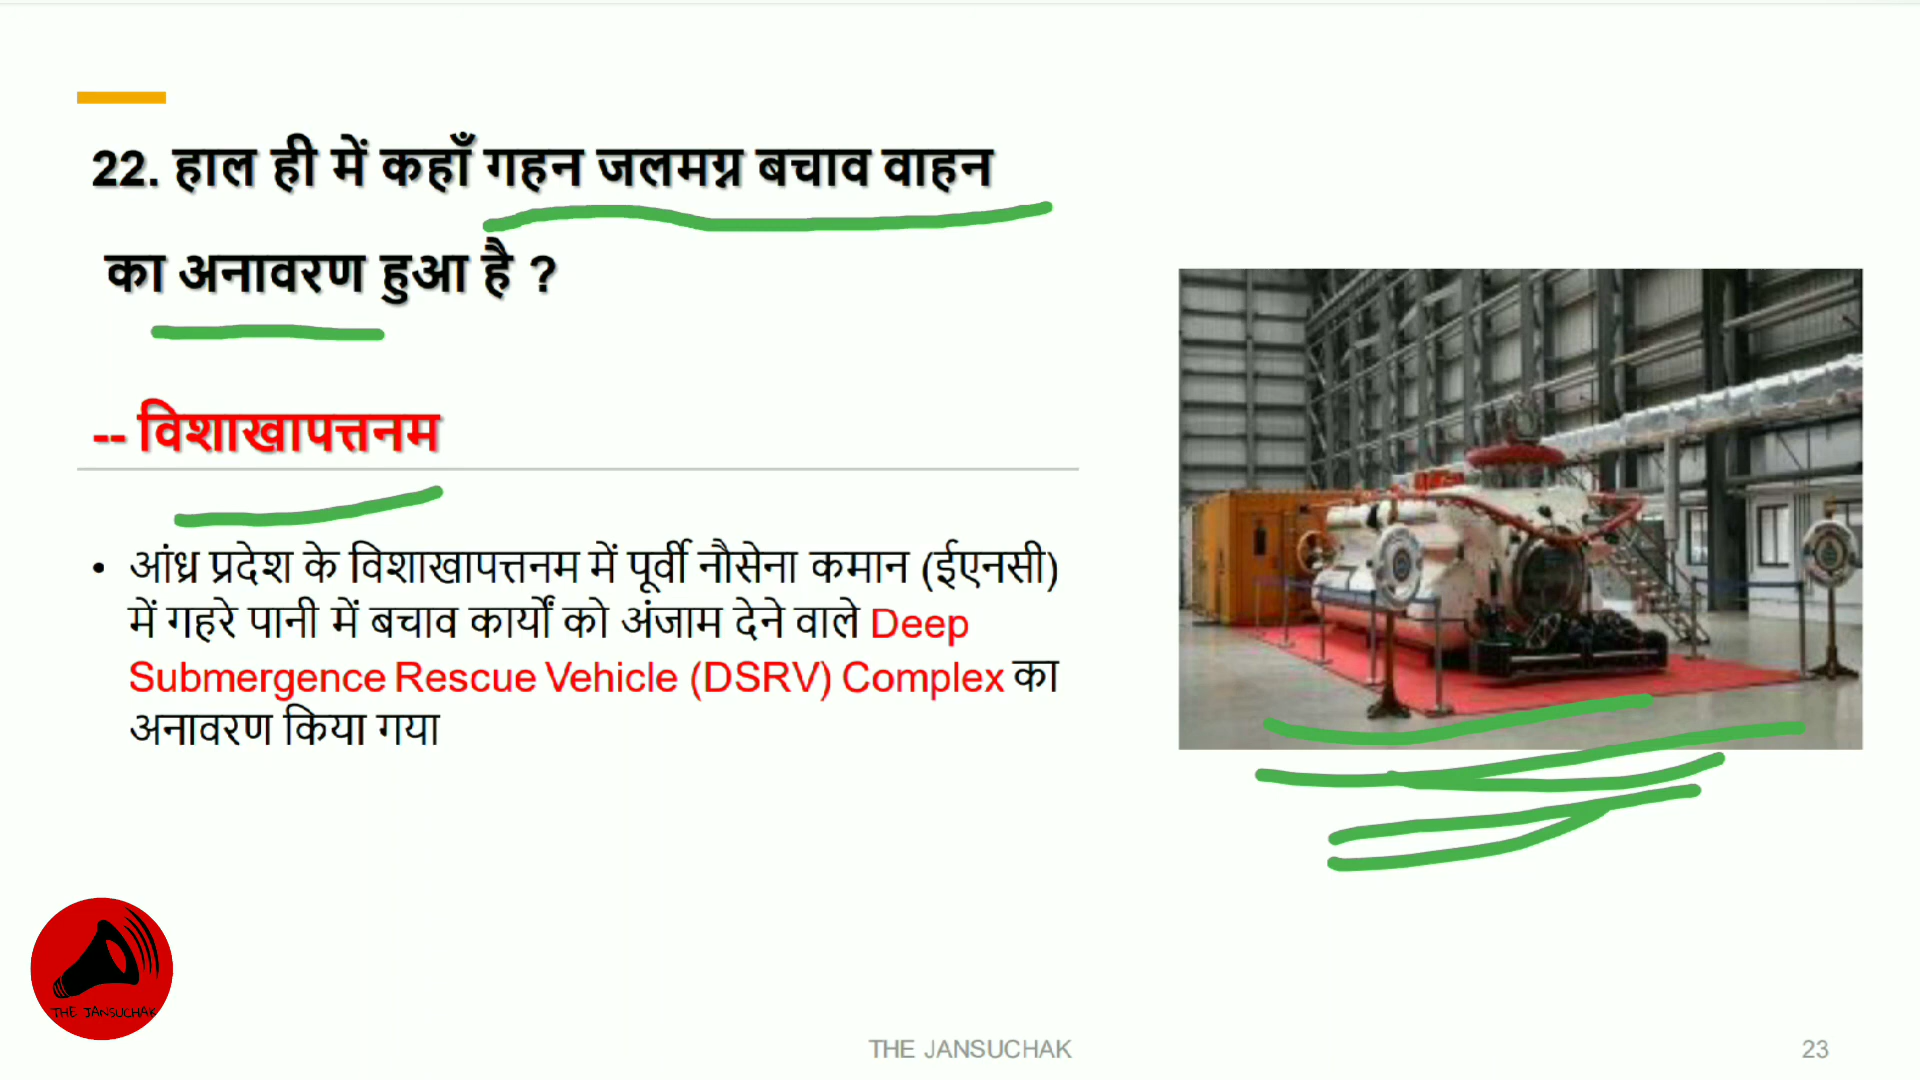 22. हाल ही में कहाँ गहन जलमग्न बचाव वाहन
का अनावरण हुआ है ?
-- विशाखापत्तनम
• आंध्र प्रदेश के विशाखापत्तनम में पूर्वी नौसेना कमान (ईएनसी)
में गहरे पानी में बचाव कार्यों को अंजाम देने वाले Deep
Submergence Rescue Vehicle (DSRV) Complex का
अनावरण किया गया
THE JANSUCHAK
THE JANSUCHAK
23